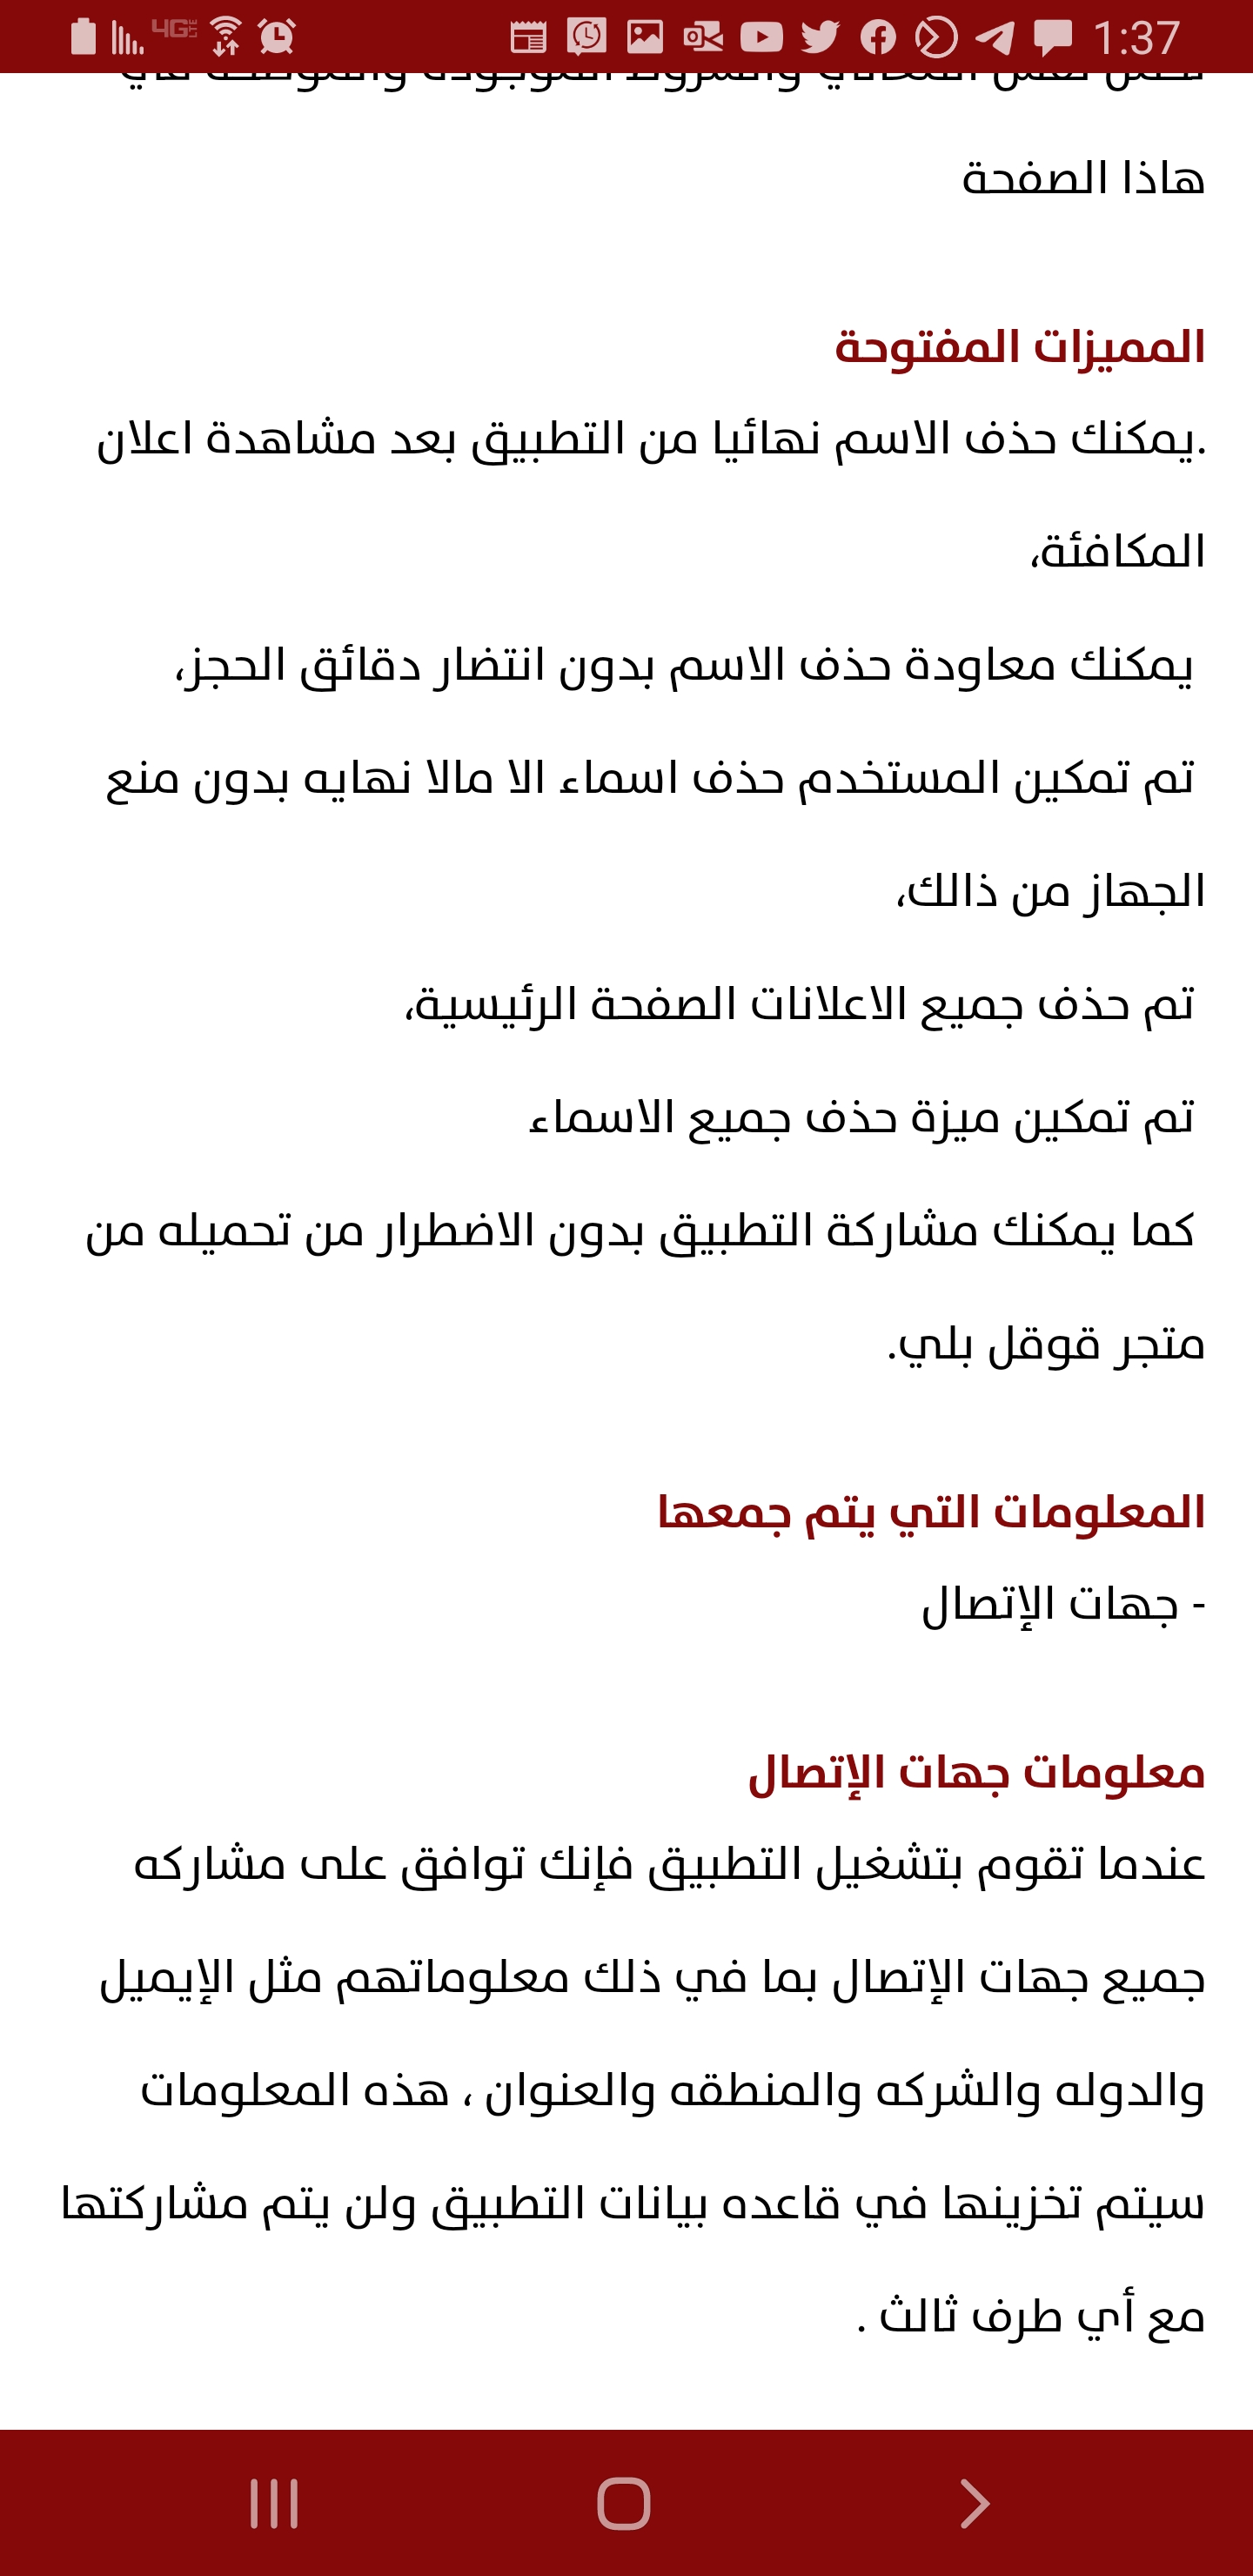 1:37
4G LTE
هاذا الصفحة
المميزات المفتوحة
.يمكنك حذف الاسم نهائيا من التطبيق بعد مشاهدة اعلان
المكافئة،
يمكنك معاودة حذف الاسم بدون انتضار دقائق الحجز،
تم تمكين المستخدم حذف اسماء الا مالا نهايه بدون منع
الجهاز من ذالك،
تم حذف جميع الاعلانات الصفحة الرئيسية،
تم تمكين ميزة حذف جميع الاسماء
كما يمكنك مشاركة التطبيق بدون الاضطرار من تحميله من
متجر قوقل بلي.
المعلومات التي يتم جمعها
- جهات الإتصال
معلومات جهات الإتصال
عندما تقوم بتشغيل التطبيق فإنك توافق على مشاركه
جميع جهات الإتصال بما في ذلك معلوماتهم مثل الإيميل
والدوله والشركه والمنطقه والعنوان ، هذه المعلومات
سيتم تخزينها في قاعده بيانات التطبيق ولن يتم مشاركتها
مع أي طرف ثالث .